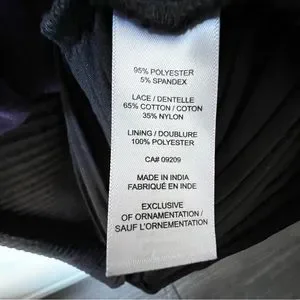 95% POLYESTER
5% SPANDEX
LACE / DENTELLE
65% COTTON / COTON
35% NYLON
LINING / DOUBLURE
100% POLYESTER
CA# 09209
MADE IN INDIA
FABRIQUÉ EN INDE
EXCLUSIVE
OF ORNAMENTATION/
SAUF L'ORNEMENTATION